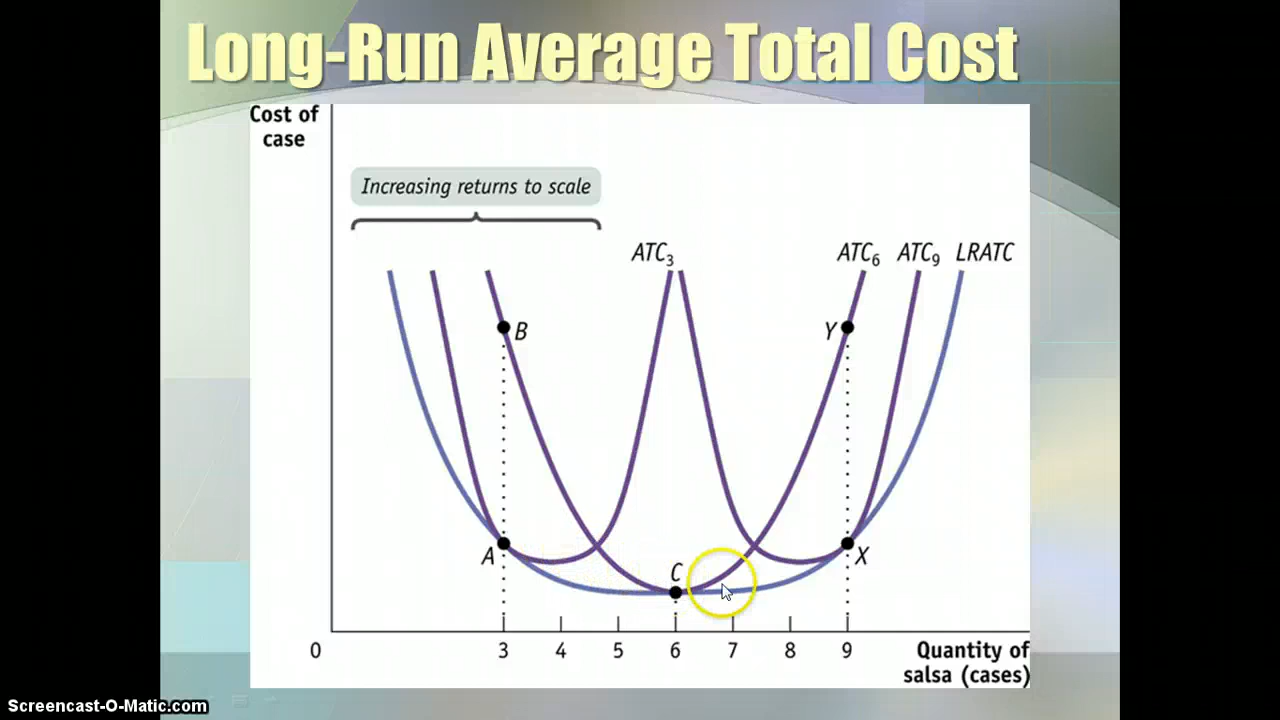 Long-Run Average Total Cost
Cost of
case
Increasing returns to scale
ATC3
ATC6
ATC9
LRATC
B
Y
A
C
X
0
3
4
5
6
7
8
9
Quantity of
salsa (cases)
Screencast-O-Matic.com